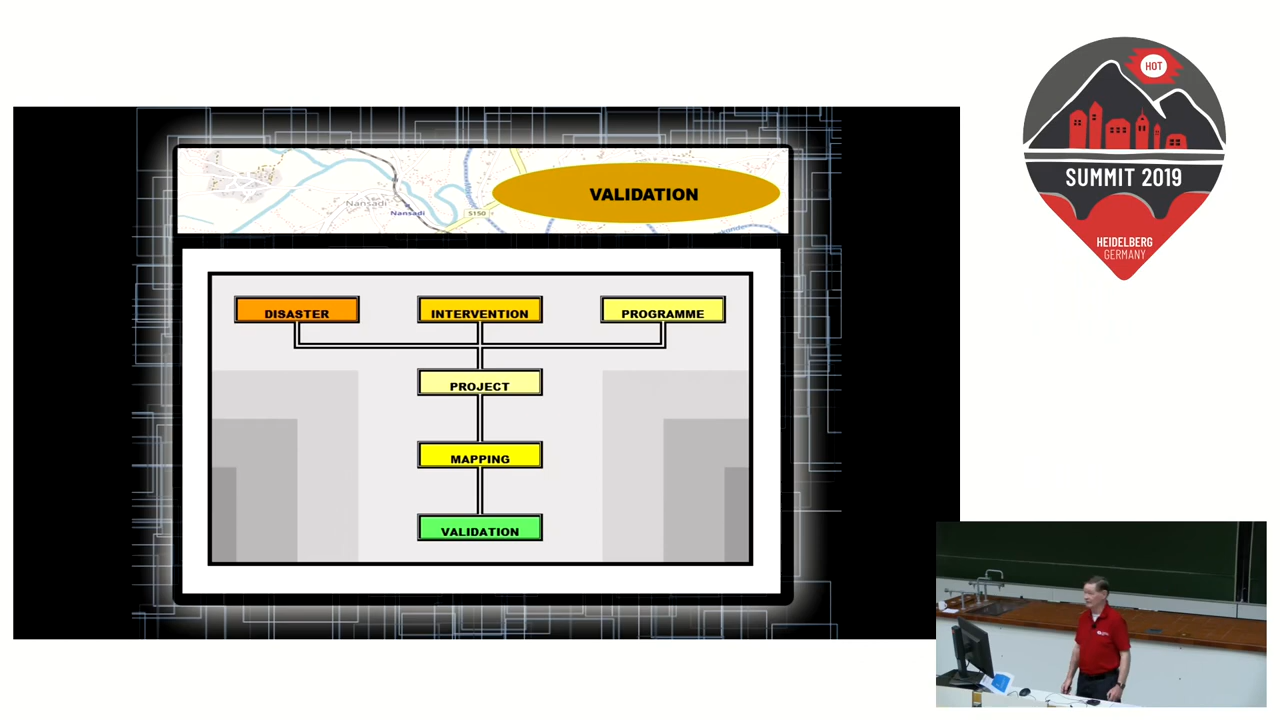 HOT
SUMMIT 2019
HEIDELBERG
GERMANY
VALIDATION
Nansadi
Nansadi
S150
DISASTER
INTERVENTION
PROGRAMME
PROJECT
MAPPING
VALIDATION